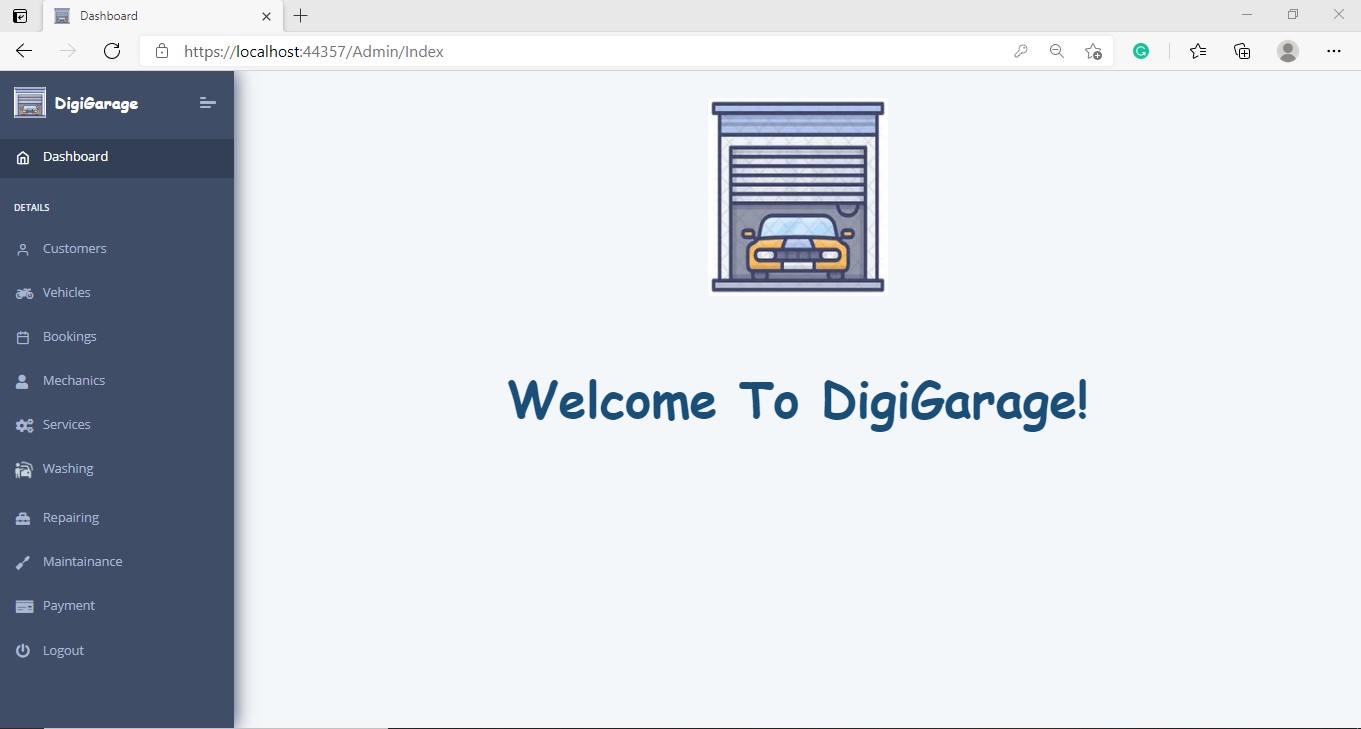 Dashboard
https://localhost:44357/Admin/Index
DigiGarage
Dashboard
DETAILS
Customers
Vehicles
Bookings
Mechanics
Services
Washing
Repairing
Maintainance
Payment
Logout
Welcome To DigiGarage!